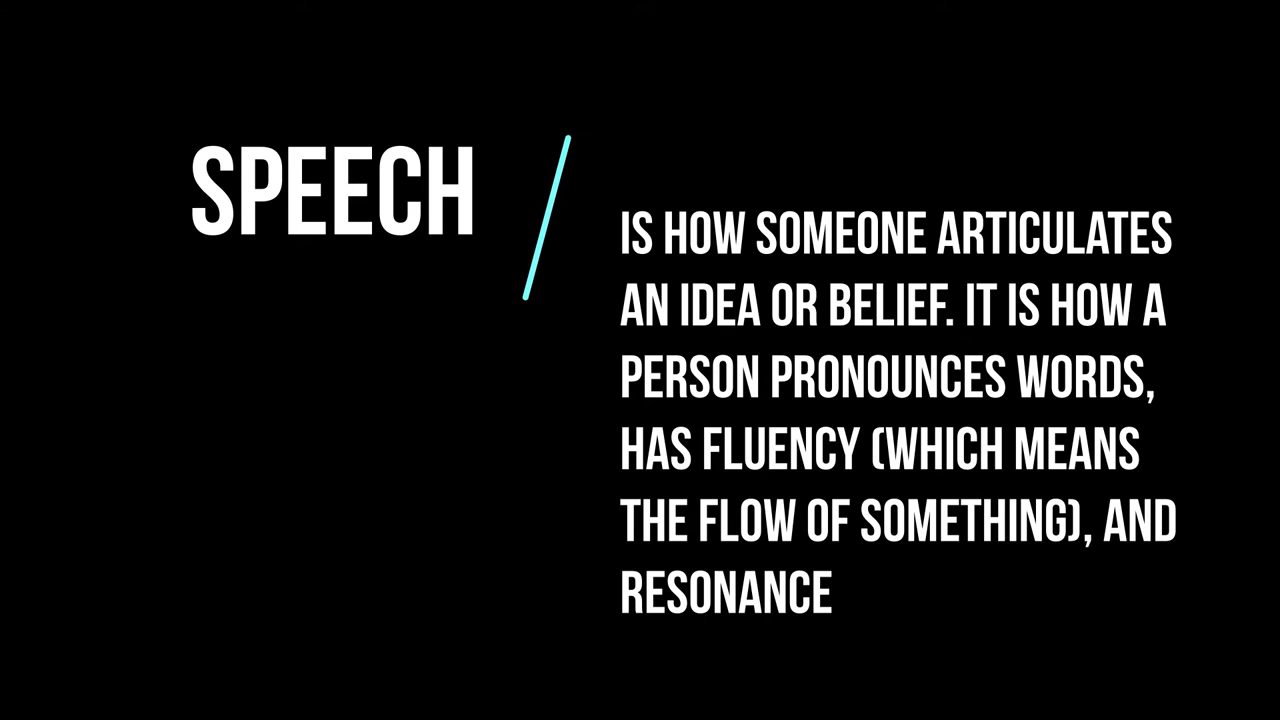 SPEECH
IS HOW SOMEONE ARTICULATES
AN IDEA OR BELIEF. IT IS HOW A
PERSON PRONOUNCES WORDS,
HAS FLUENCY (WHICH MEANS
THE FLOW OF SOMETHING), AND
RESONANCE